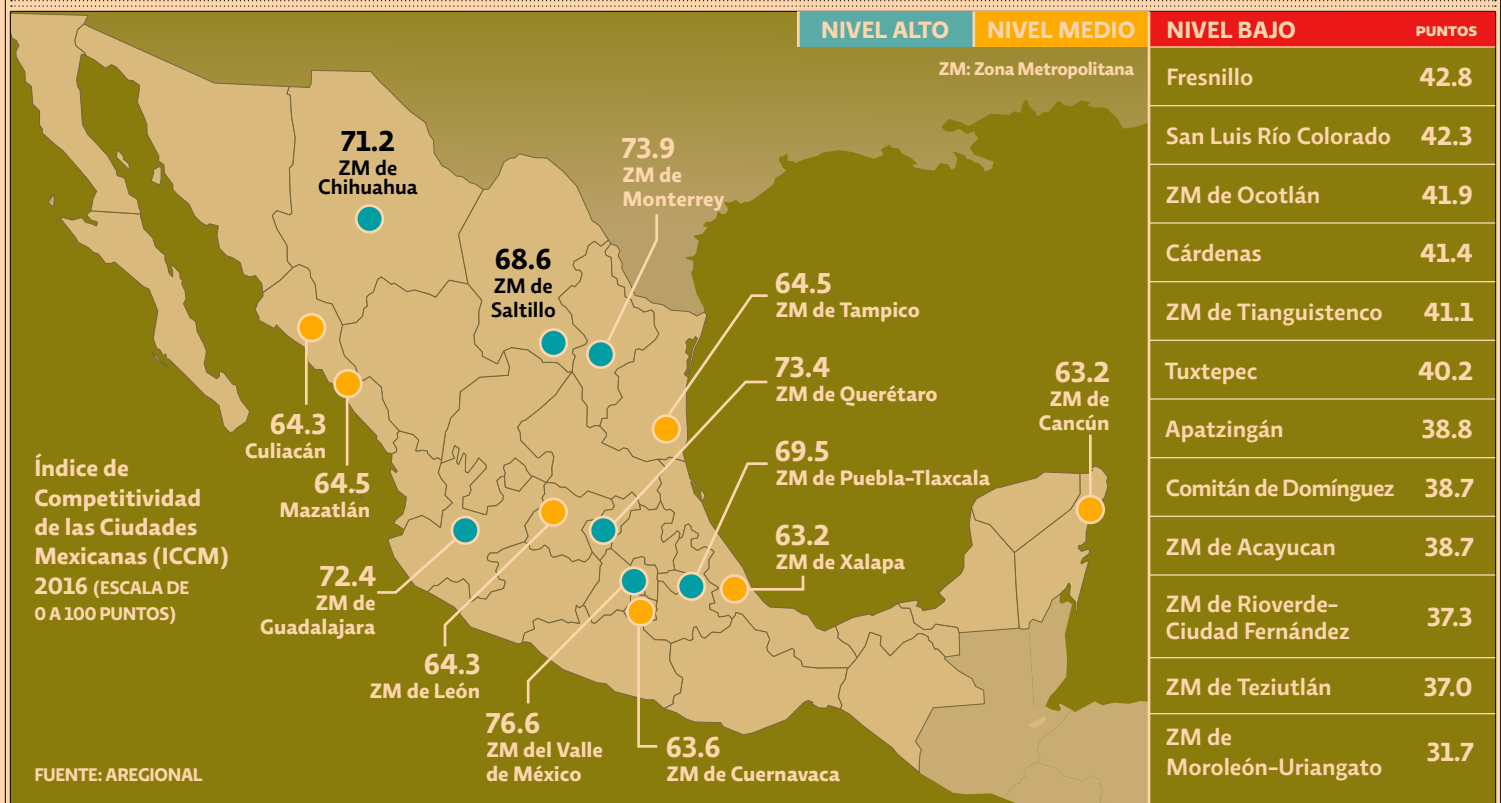 NIVEL ALTO
NIVEL MEDIO
ZM: Zona Metropolitana
71.2
ZM de
Chihuahua
73.9
ZM de
Monterrey
68.6
ZM de
Saltillo
64.5
ZM de Tampico
73.4
ZM de Querétaro
63.2
ZM de
Cancún
64.3
Culiacán
64.5
Mazatlán
69.5
ZM de Puebla-Tlaxcala
63.2
ZM de Xalapa
72.4
ZM de
Guadalajara
64.3
ZM de León
76.6
ZM del Valle
de México
63.6
ZM de Cuernavaca
Índice de
Competitividad
de las Ciudades
Mexicanas (ICCM)
2016 (ESCALA DE
0 A 100 PUNTOS)
FUENTE: AREGIONAL
NIVEL BAJO PUNTOS
Fresnillo 42.8
San Luis Río Colorado 42.3
ZM de Ocotlán 41.9
Cárdenas 41.4
ZM de Tianguistenco 41.1
Tuxtepec 40.2
Apatzingán 38.8
Comitán de Domínguez 38.7
ZM de Acayucan 38.7
ZM de Rioverde-
Ciudad Fernández 37.3
ZM de Teziutlán 37.0
ZM de
Moroleón-Uriangato 31.7